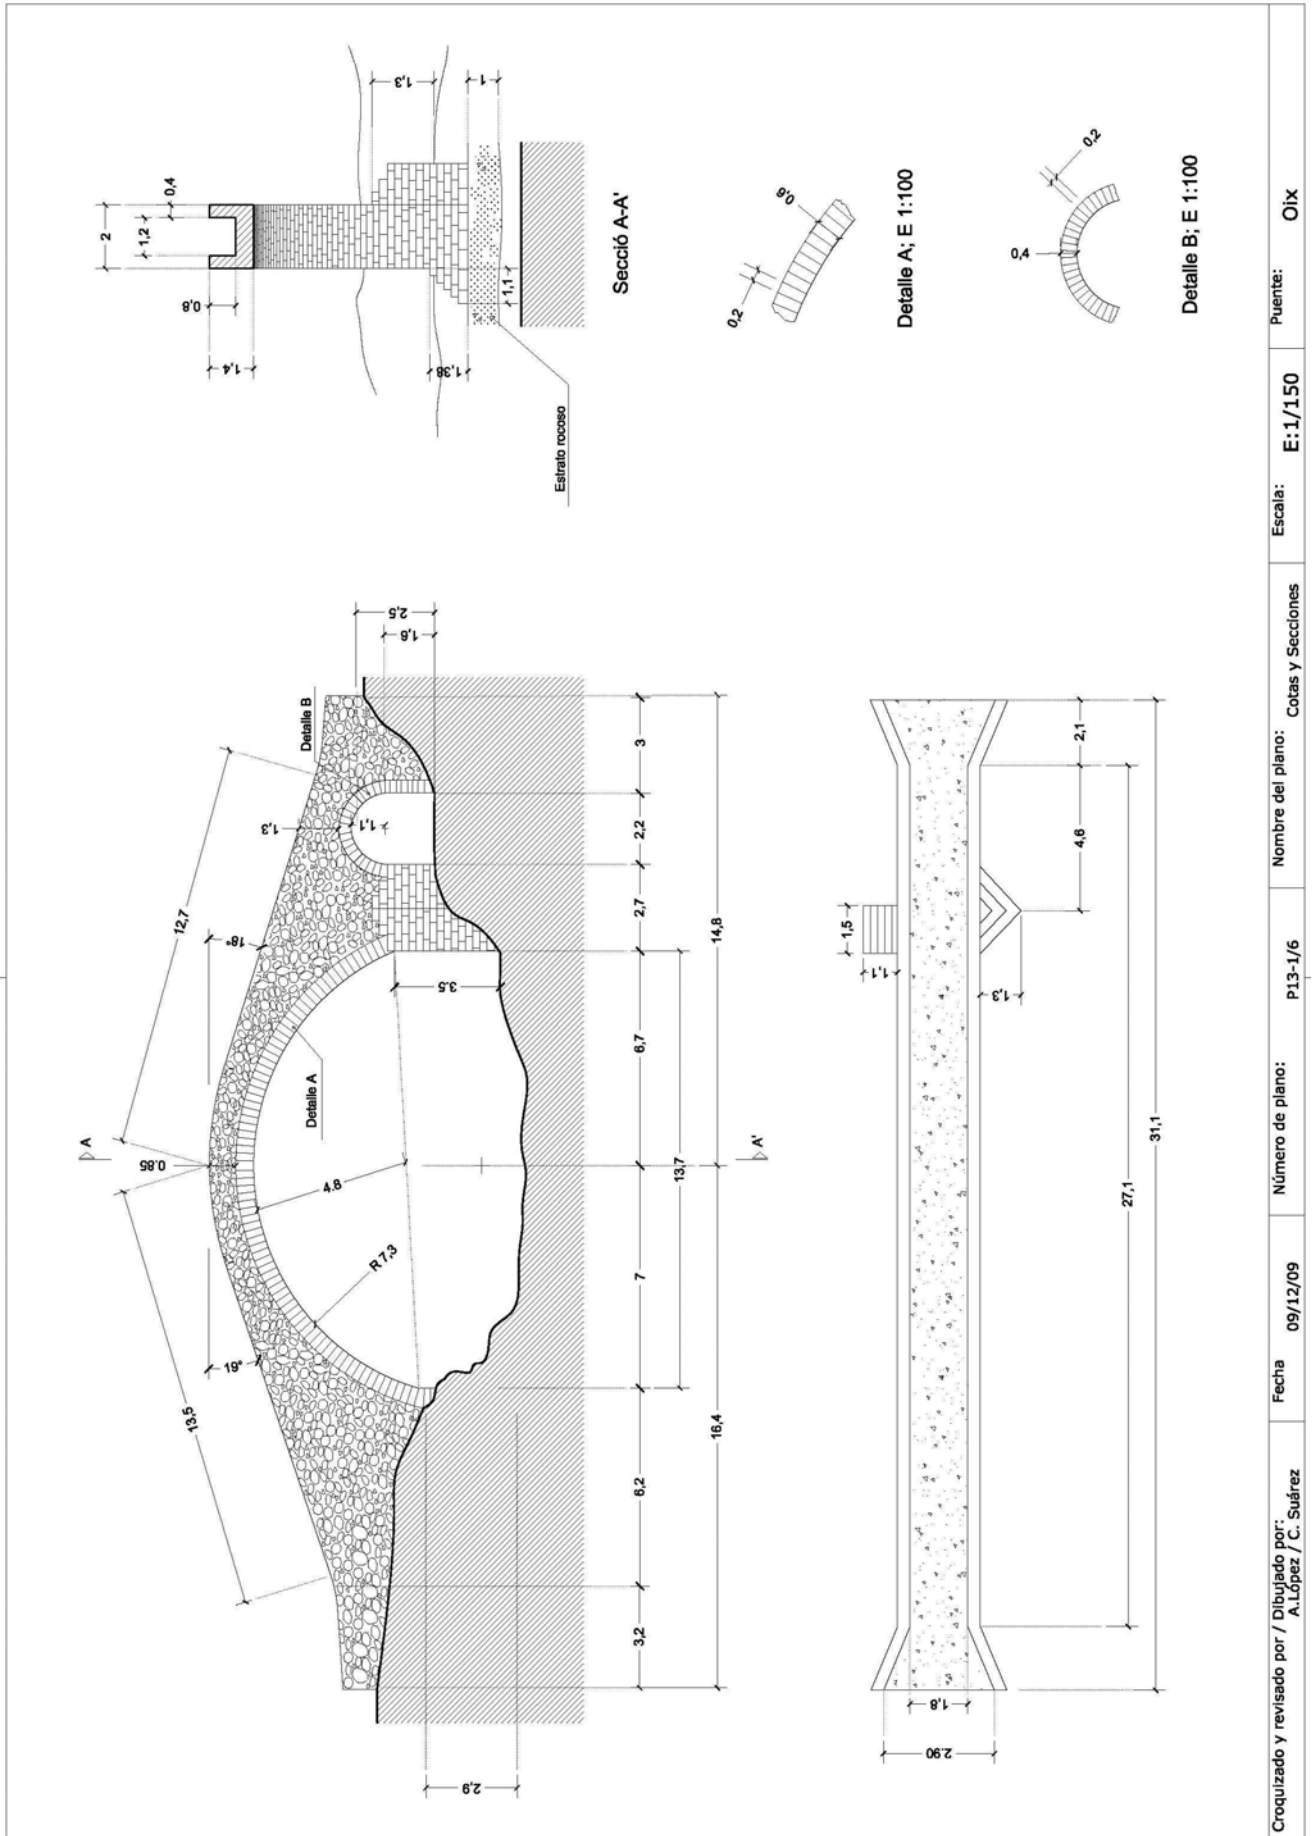 A
A'
13,5
12,7
0.85
19°
18°
4.8
R 7,3
Detalle A
Detalle B
1,3
1,1
2,5
1,6
3.5
2,9
3,2
6,2
7
6,7
2,7
2,2
3
13,7
16,4
14,8
2
1,2
0,4
0,8
1,4
1,3
1
1,38
1,1
Estrato rocoso
Secció A-A'
0,2
0,6
Detalle A; E 1:100
0,4
0,2
Detalle B; E 1:100
2.90
1,8
1,5
1,1
1,3
4,6
2,1
27,1
31,1
Croquizado y revisado por / Dibujado por:
A.López / C. Suárez
Fecha 09/12/09
Número de plano: P13-1/6
Nombre del plano: Cotas y Secciones
Escala: E:1/150
Puente: Oix